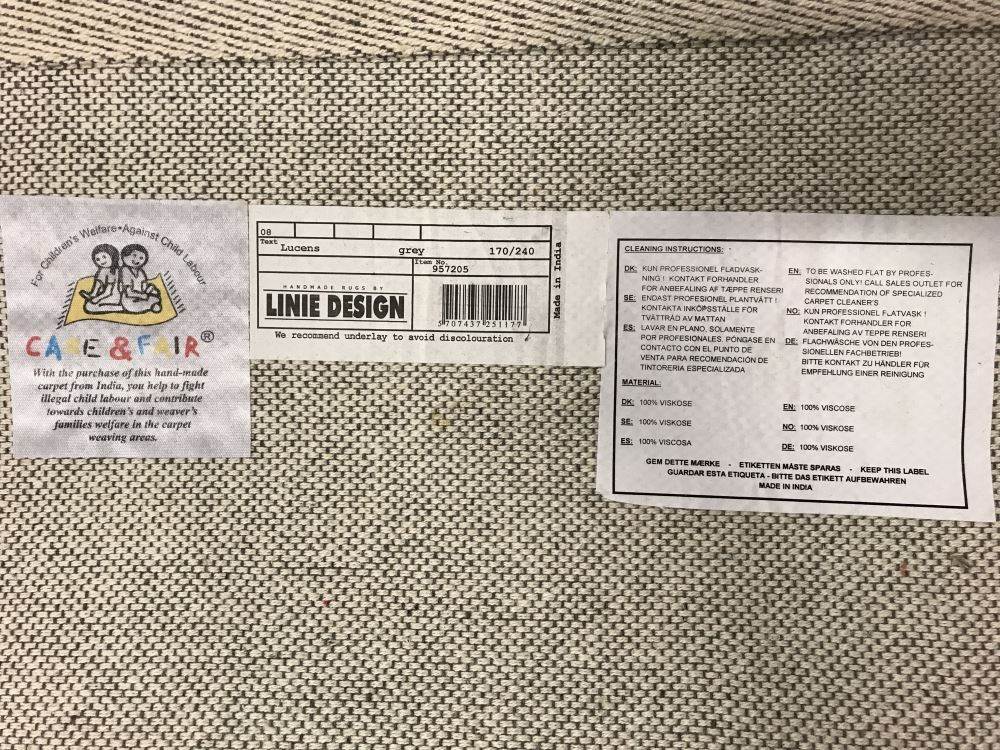 For Children's Welfare•Against Child Labour
CARE & FAIR®
With the purchase of this hand-made
carpet from India, you help to fight
illegal child labour and contribute
towards children's and weaver's
families welfare in the carpet
weaving areas.
08
Text
Lucens grey 170/240
Item No.
957205
HANDMADE RUGS BY
LINIE DESIGN
5 707437 251177
Made in India
We recommend underlay to avoid discolouration
CLEANING INSTRUCTIONS:
DK: KUN PROFESSIONEL FLADVASK-
NING ! KONTAKT FORHANDLER
FOR ANBEFALING AF TÆPPE RENSERI
SE: ENDAST PROFESIONEL PLANTVÄTT !
KONTAKTA INKÖPSSTÄLLE FÖR
TVÄTTRÅD AV MATTAN
ES: LAVAR EN PLANO, SOLAMENTE
POR PROFESIONALES. PÓNGASE EN
CONTACTO CON EL PUNTO DE
VENTA PARA RECOMENDACIÓN DE
TINTORERIA ESPECIALIZADA
EN: TO BE WASHED FLAT BY PROFES-
SIONALS ONLY! CALL SALES OUTLET FOR
RECOMMENDATION OF SPECIALIZED
CARPET CLEANER'S
NO: KUN PROFESSIONEL FLATVASK !
KONTAKT FORHANDLER FOR
ANBEFALING AV TEPPE RENSERI
DE: FLACHWÄSCHE VON DEN PROFES-
SIONELLEN FACHBETRIEB!
BITTE KONTAKT ZU HÄNDLER FÜR
EMPFEHLUNG EINER REINIGUNG
MATERIAL:
DK: 100% VISKOSE
SE: 100% VISKOSE
ES: 100% VISCOSA
EN: 100% VISCOSE
NO: 100% VISKOSE
DE: 100% VISKOSE
GEM DETTE MÆRKE - ETIKETTEN MÅSTE SPARAS - KEEP THIS LABEL
GUARDAR ESTA ETIQUETA - BITTE DAS ETIKETT AUFBEWAHREN
MADE IN INDIA